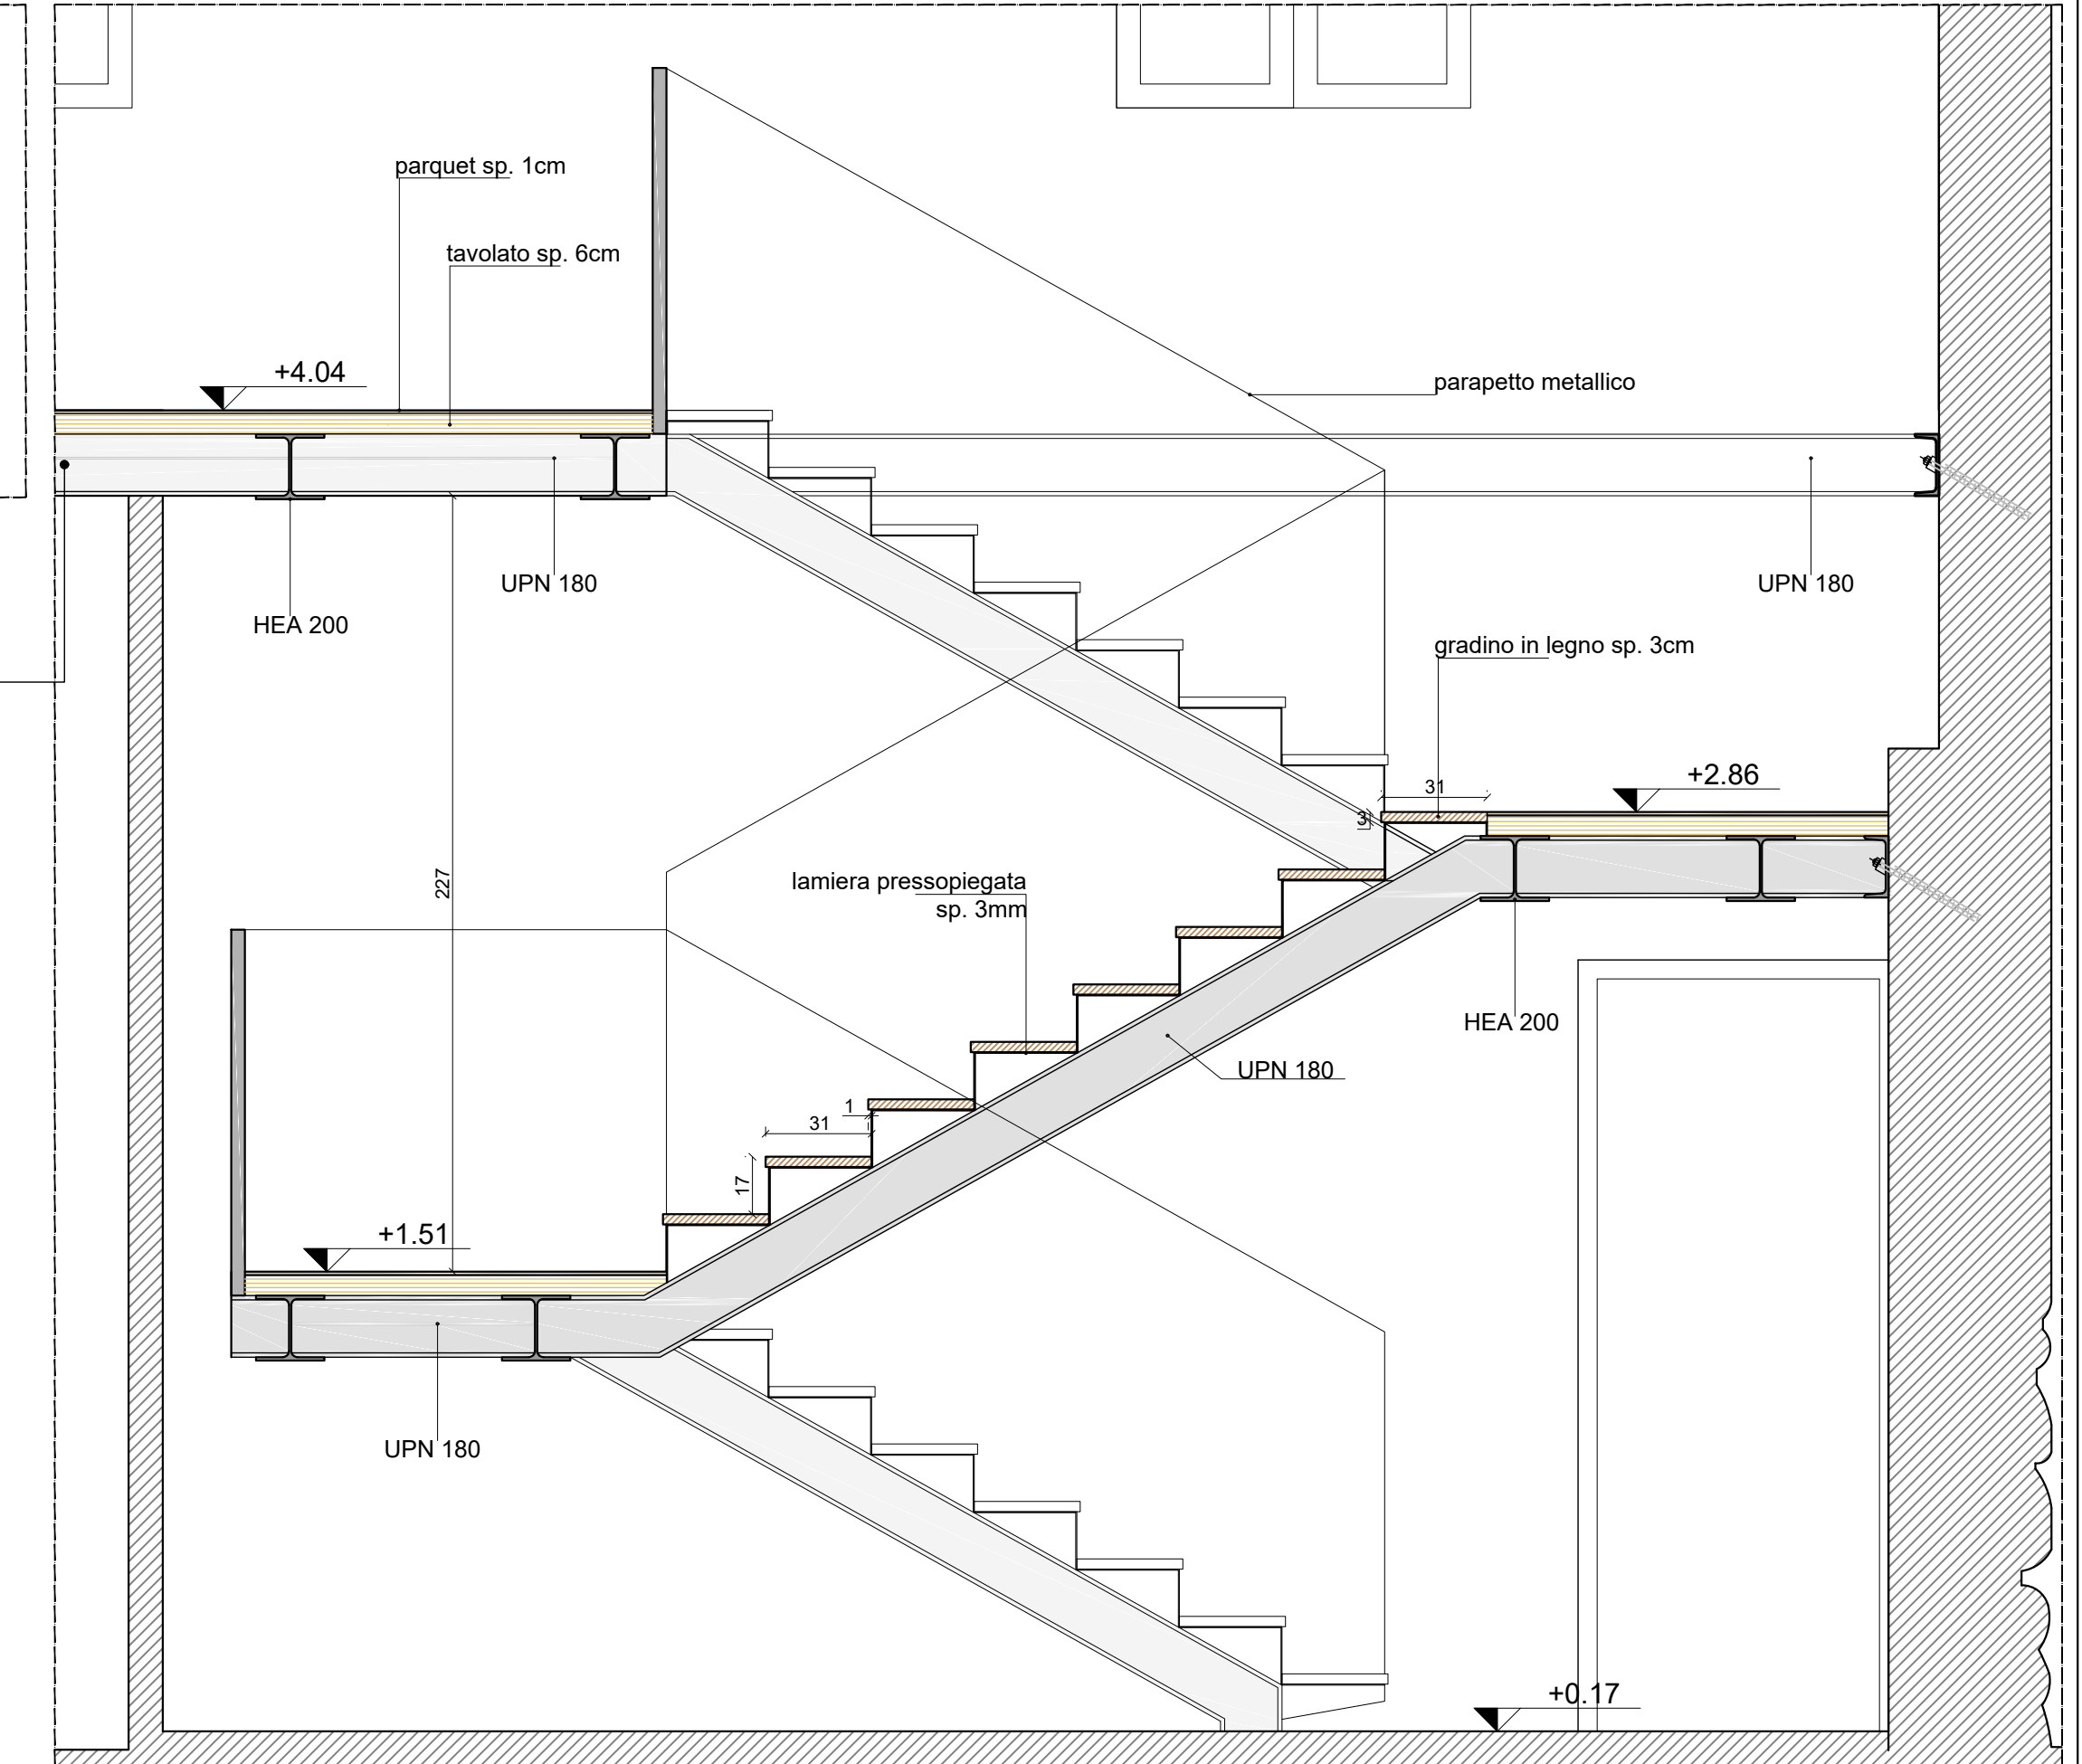 parquet sp. 1cm
tavolato sp. 6cm
+4.04
parapetto metallico
UPN 180
UPN 180
HEA 200
gradino in legno sp. 3cm
+2.86
31
3
227
lamiera pressopiegata
sp. 3mm
HEA 200
UPN 180
1
31
17
+1.51
UPN 180
+0.17